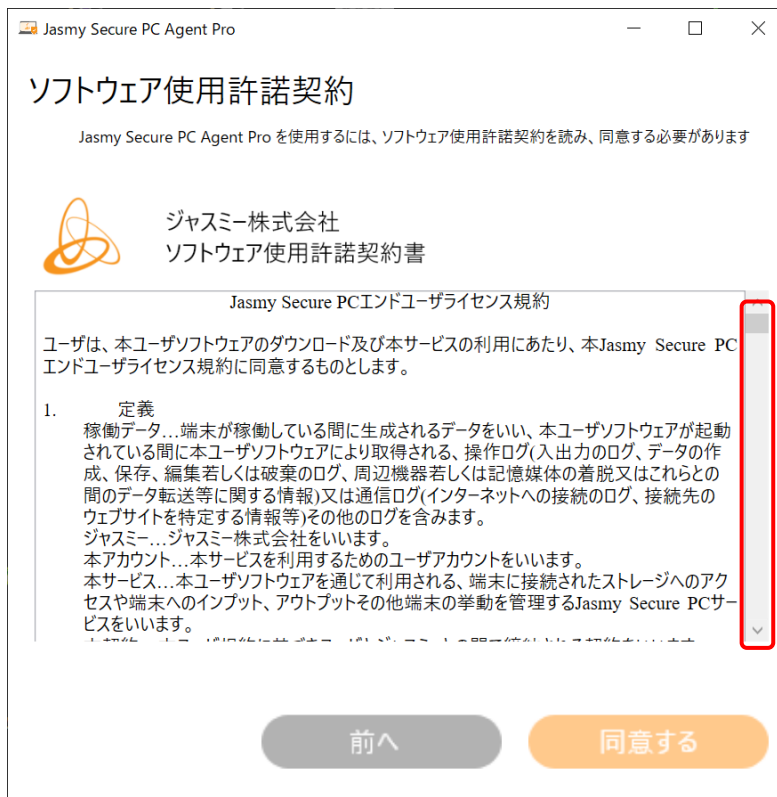 Jasmy Secure PC Agent Pro
ソフトウェア使用許諾契約
Jasmy Secure PC Agent Pro を使用するには、ソフトウェア使用許諾契約を読み、同意する必要があります
ジャスミー株式会社
ソフトウェア使用許諾契約書
Jasmy Secure PCエンドユーザライセンス規約
ユーザは、本ユーザソフトウェアのダウンロード及び本サービスの利用にあたり、本Jasmy Secure PC
エンドユーザライセンス規約に同意するものとします。
1. 定義
稼働データ…端末が稼働している間に生成されるデータをいい、本ユーザソフトウェアが起動
されている間に本ユーザソフトウェアにより取得される、操作ログ(入出力のログ、データの作
成、保存、編集若しくは破棄のログ、周辺機器若しくは記憶媒体の着脱又はこれらとの
間のデータ転送等に関する情報)又は通信ログ(インターネットへの接続のログ、接続先の
ウェブサイトを特定する情報等)その他のログを含みます。
ジャスミー…ジャスミー株式会社をいいます。
本アカウント…本サービスを利用するためのユーザアカウントをいいます。
本サービス…本ユーザソフトウェアを通じて利用される、端末に接続されたストレージへのアク
セスや端末へのインプット、アウトプットその他端末の挙動を管理するJasmy Secure PCサー
ビスをいいます。
前へ
同意する